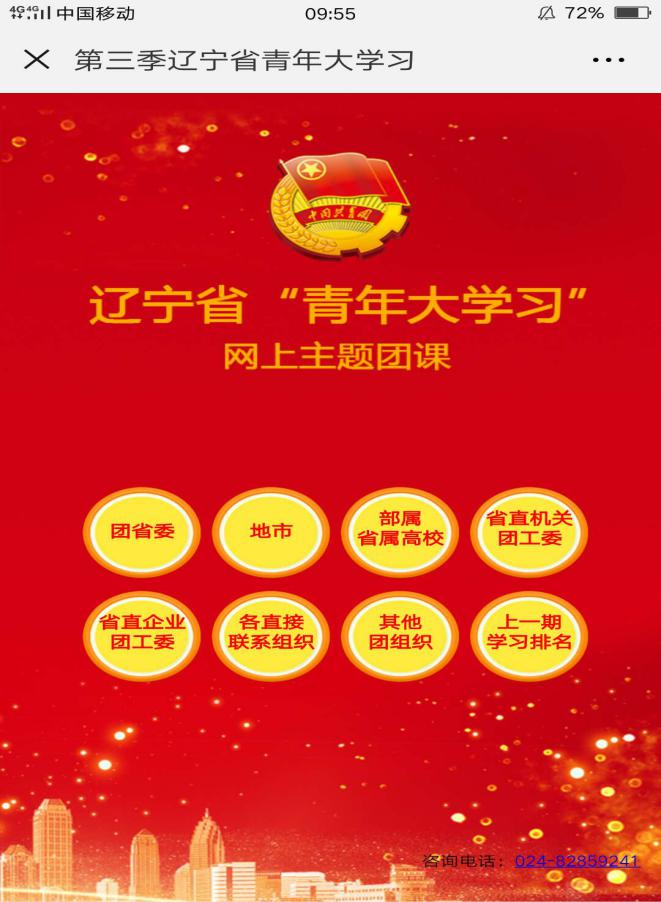 4G 4G 中国移动 09:55 72%
第三季辽宁省青年大学习
中国共青团
辽宁省“青年大学习”
网上主题团课
团省委
地市
部属
省属高校
省直机关
团工委
省直企业
团工委
各直接
联系组织
其他
团组织
上一期
学习排名
咨询电话：024-82859241